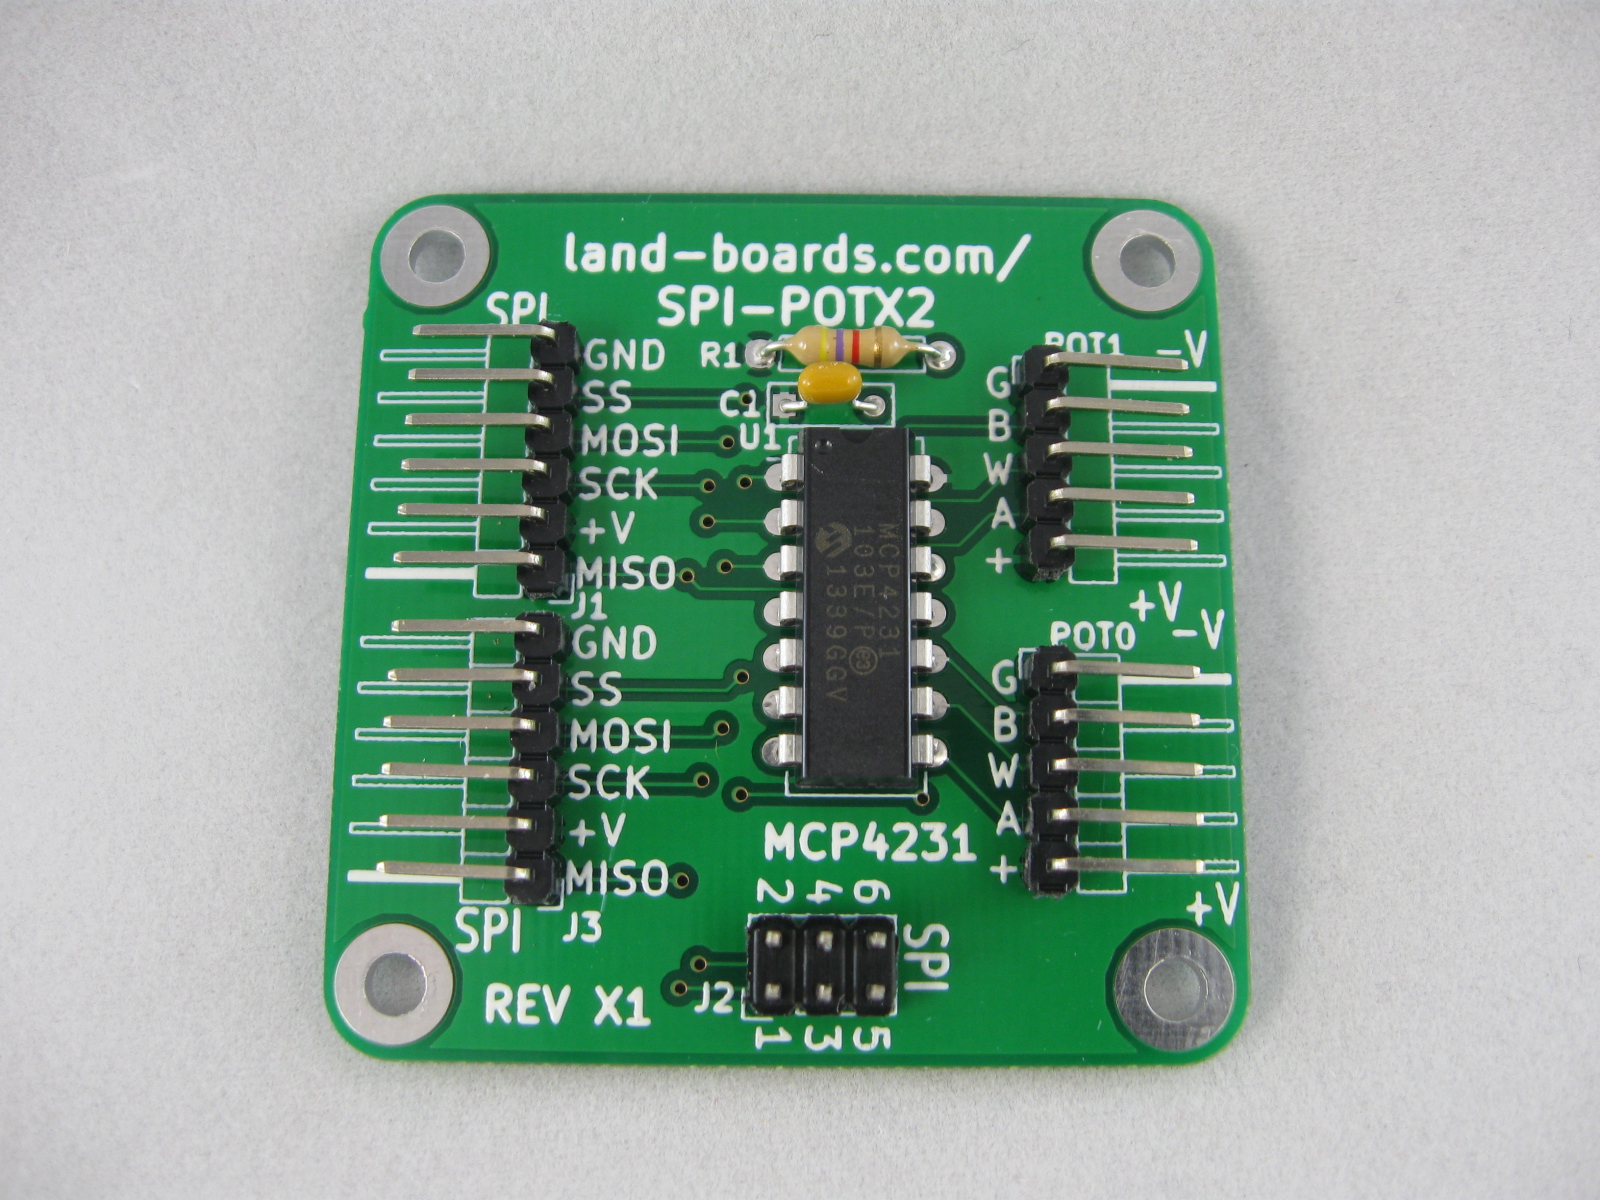 land-boards.com/
SPI-POTX2
SPI
GND
SS
MOSI
SCK
+V
MISO
J1
R1
C1
U1
POT1
-V
G
B
W
A
+
+V
MCP4231
103E/P e3
1339GGV
GND
SS
MOSI
SCK
+V
MISO
SPI
J3
POT0
-V
G
B
W
A
+
+V
MCP4231
2 4 6
SPI
J2
1 3 5
REV X1